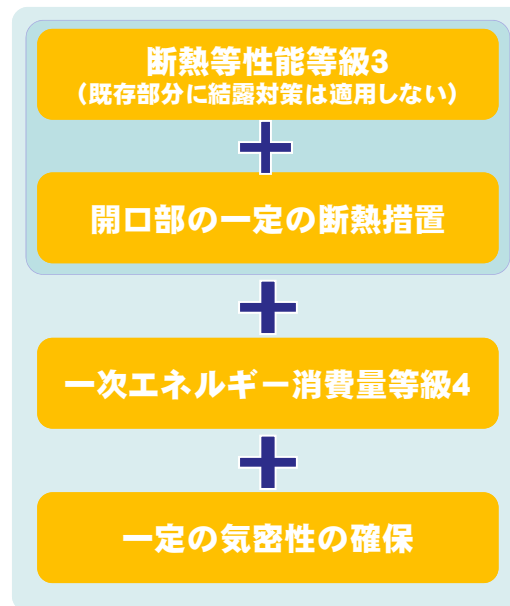 断熱等性能等級3
（既存部分に結露対策は適用しない）
+
開口部の一定の断熱措置
+
一次エネルギー消費量等級4
+
一定の気密性の確保